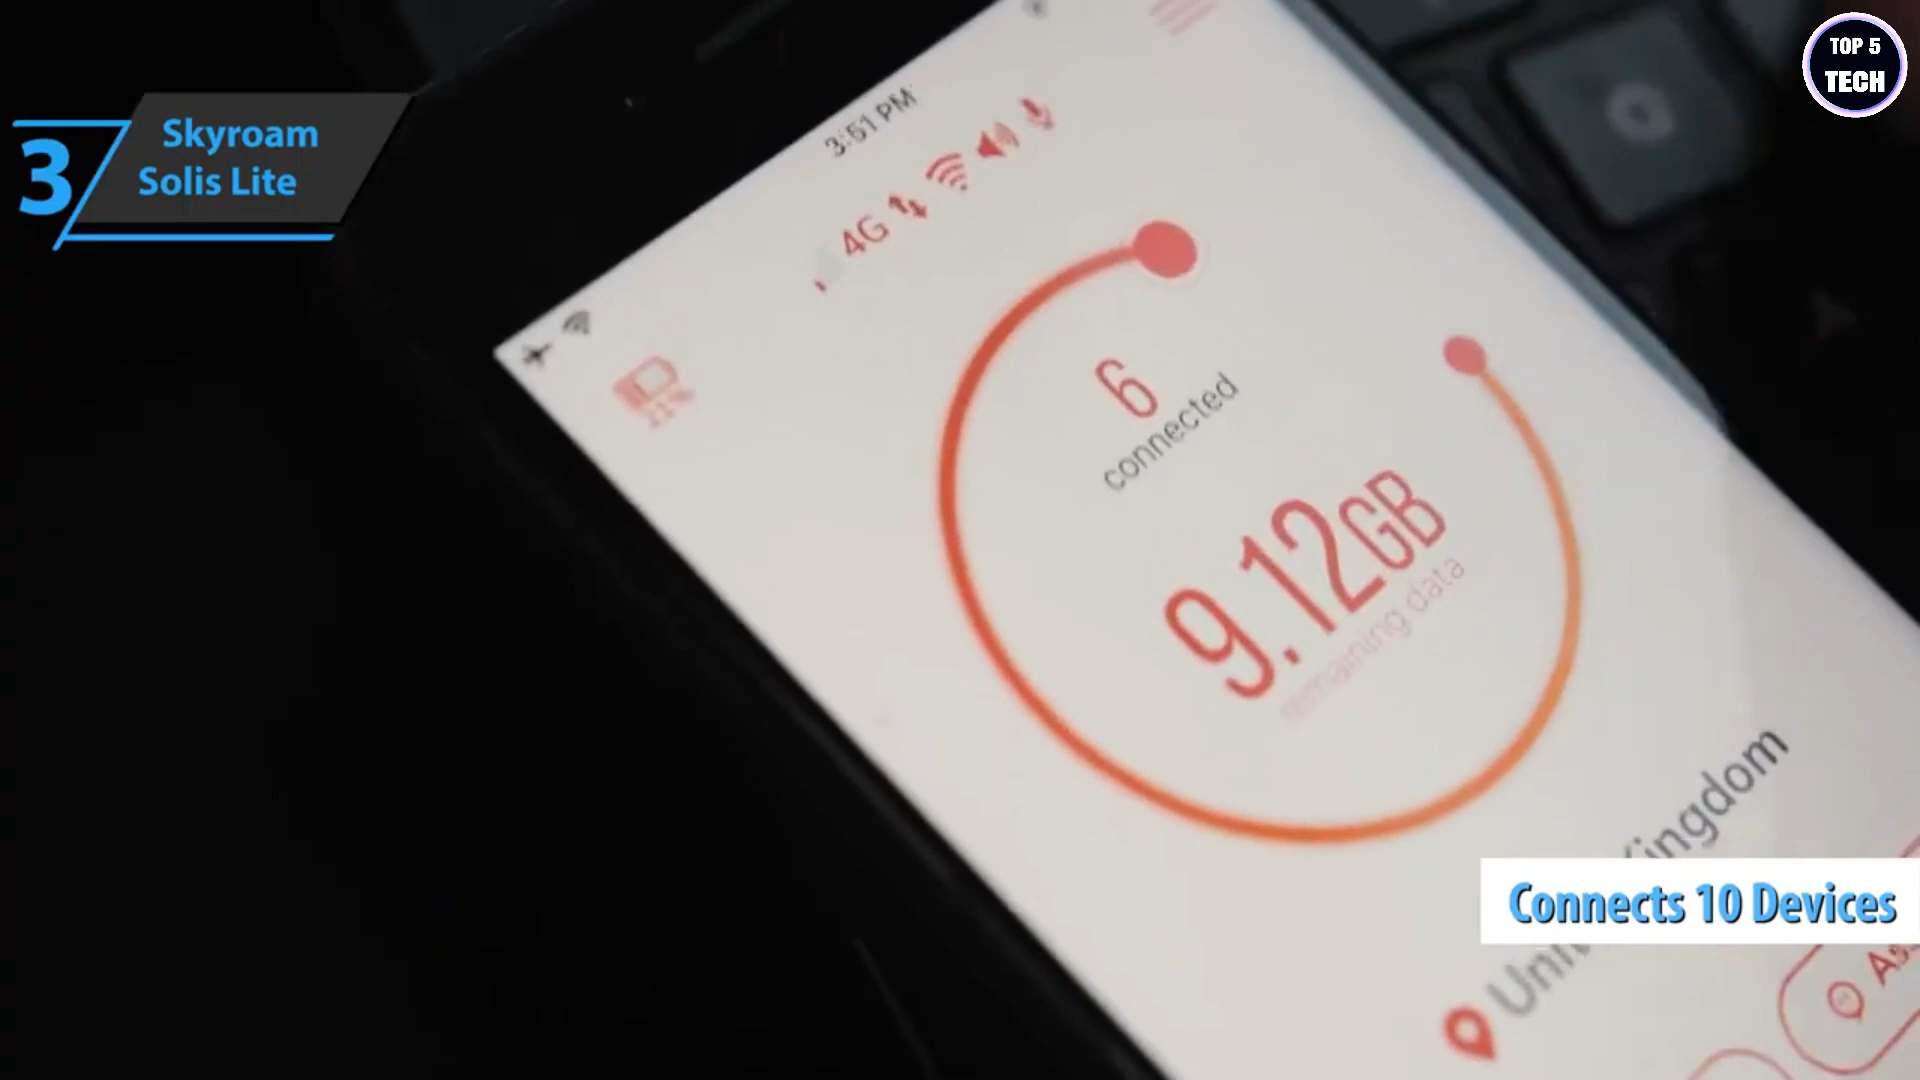 TOP 5
TECH
3
Skyroam
Solis Lite
3:51 PM
4G
6
connected
9.12GB
remaining data
Connects 10 Devices